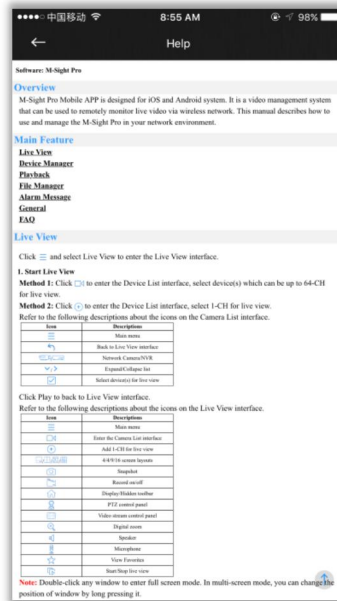 中国移动
8:55 AM
98%
Help
Software: M-Sight Pro
Overview
M-Sight Pro Mobile APP is designed for iOS and Android system. It is a video management system
that can be used to remotely monitor live video via wireless network. This manual describes how to
use and manage the M-Sight Pro in your network environment.
Main Feature
Live View
Device Manager
Playback
File Manager
Alarm Message
General
FAQ
Live View
Click and select Live View to enter the Live View interface.
1. Start Live View
Method 1: Click to enter the Device List interface, select device(s) which can be up to 64-CH
for live view.
Method 2: Click to enter the Device List interface, select 1-CH for live view.
Refer to the following descriptions about the icons on the Camera List interface.
Icon Descriptions
Main menu
Back to Live View interface
Network Camera/NVR
Expand/Collapse list
Select device(s) for live view
Click Play to back to Live View interface.
Refer to the following descriptions about the icons on the Live View interface.
Icon Descriptions
Main menu
Enter the Camera List interface
Add 1-CH for live view
4/4/9/16 screen layouts
Snapshot
Record on/off
Display/Hidden toolbar
PTZ control panel
Video stream control panel
Digital zoom
Speaker
Microphone
View Favorites
Start/Stop live view
Note: Double-click any window to enter full screen mode. In multi-screen mode, you can change the
position of window by long pressing it.